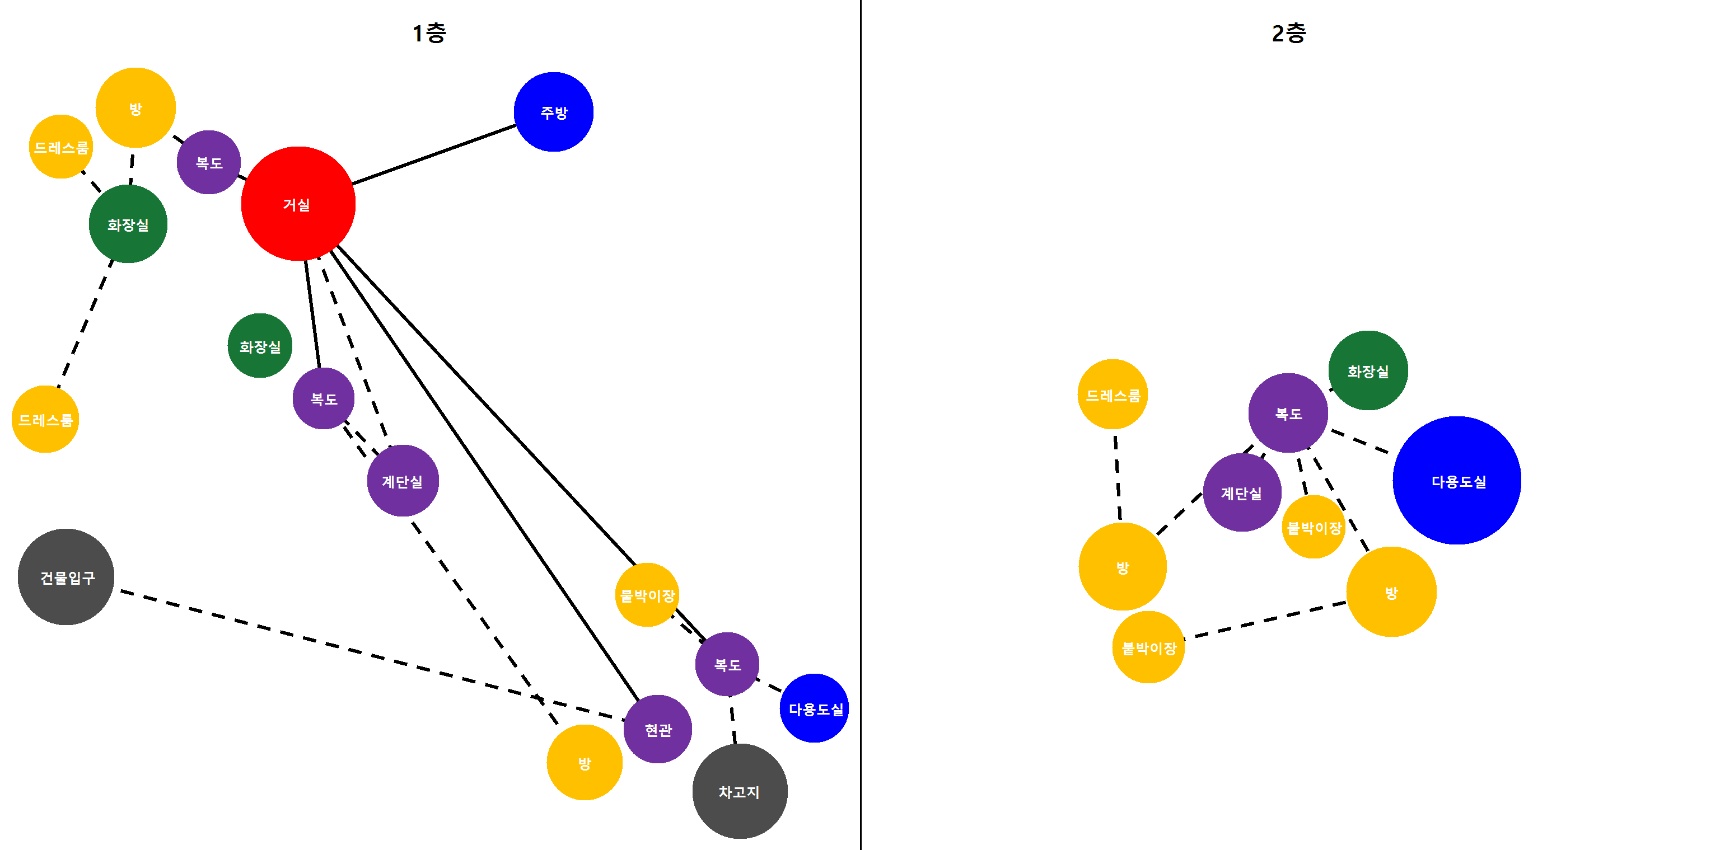 1층
방
드레스룸
복도
화장실
거실
주방
화장실
복도
드레스룸
계단실
건물입구
붙박이장
복도
다용도실
현관
방
차고지
2층
드레스룸
복도
화장실
계단실
다용도실
붙박이장
방
방
붙박이장